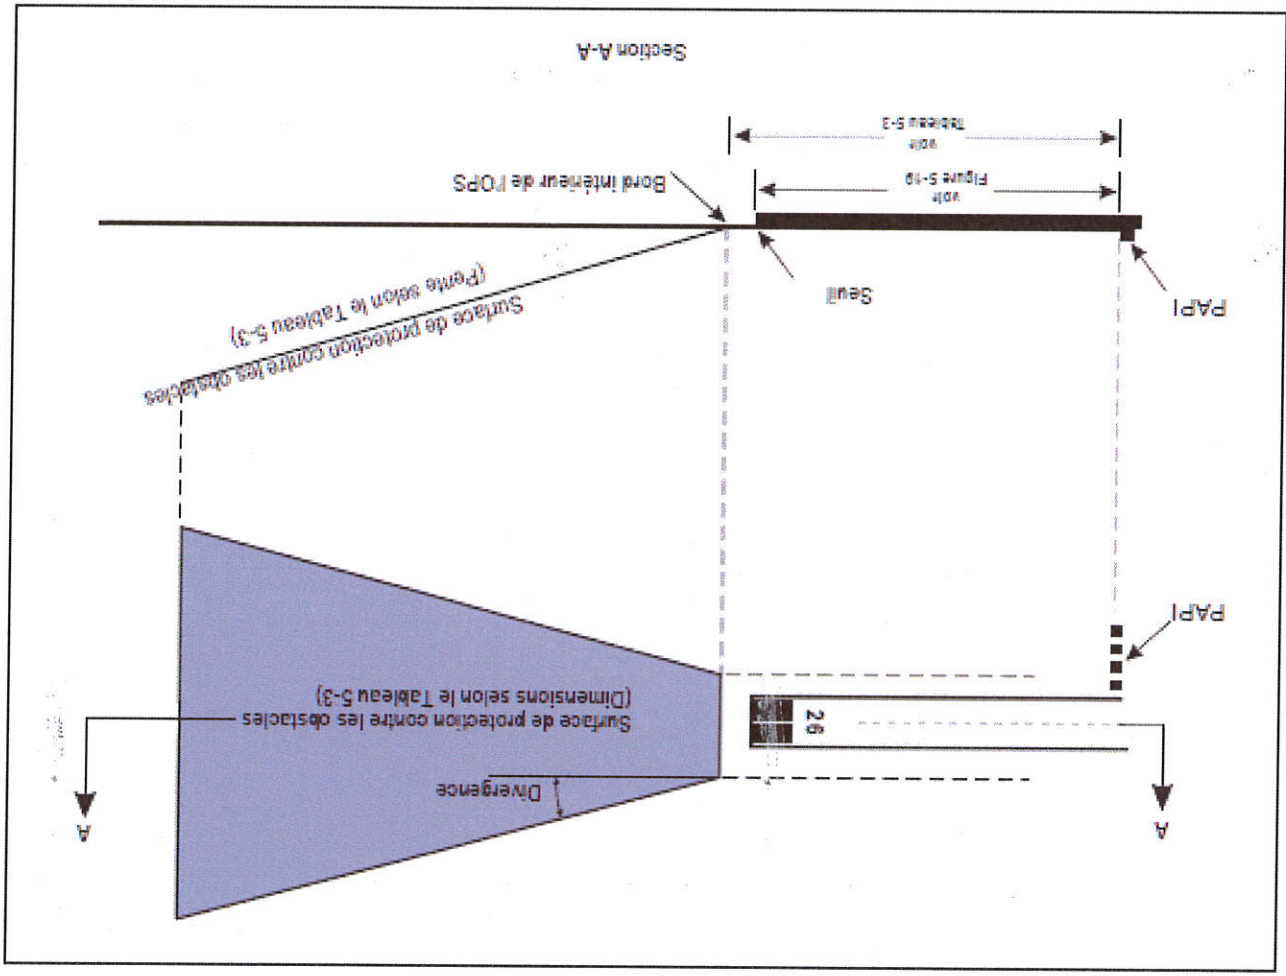 A
A
Divergence
26
Surface de protection contre les obstacles
(Dimensions selon le Tableau 5-3)
PAPI
Surface de protection contre les obstacles
(Pente selon le Tableau 5-3)
PAPI
Seuil
Bord intérieur de l'OPS
voir
Figure 5-19
voir
Tableau 5-3
Section A-A